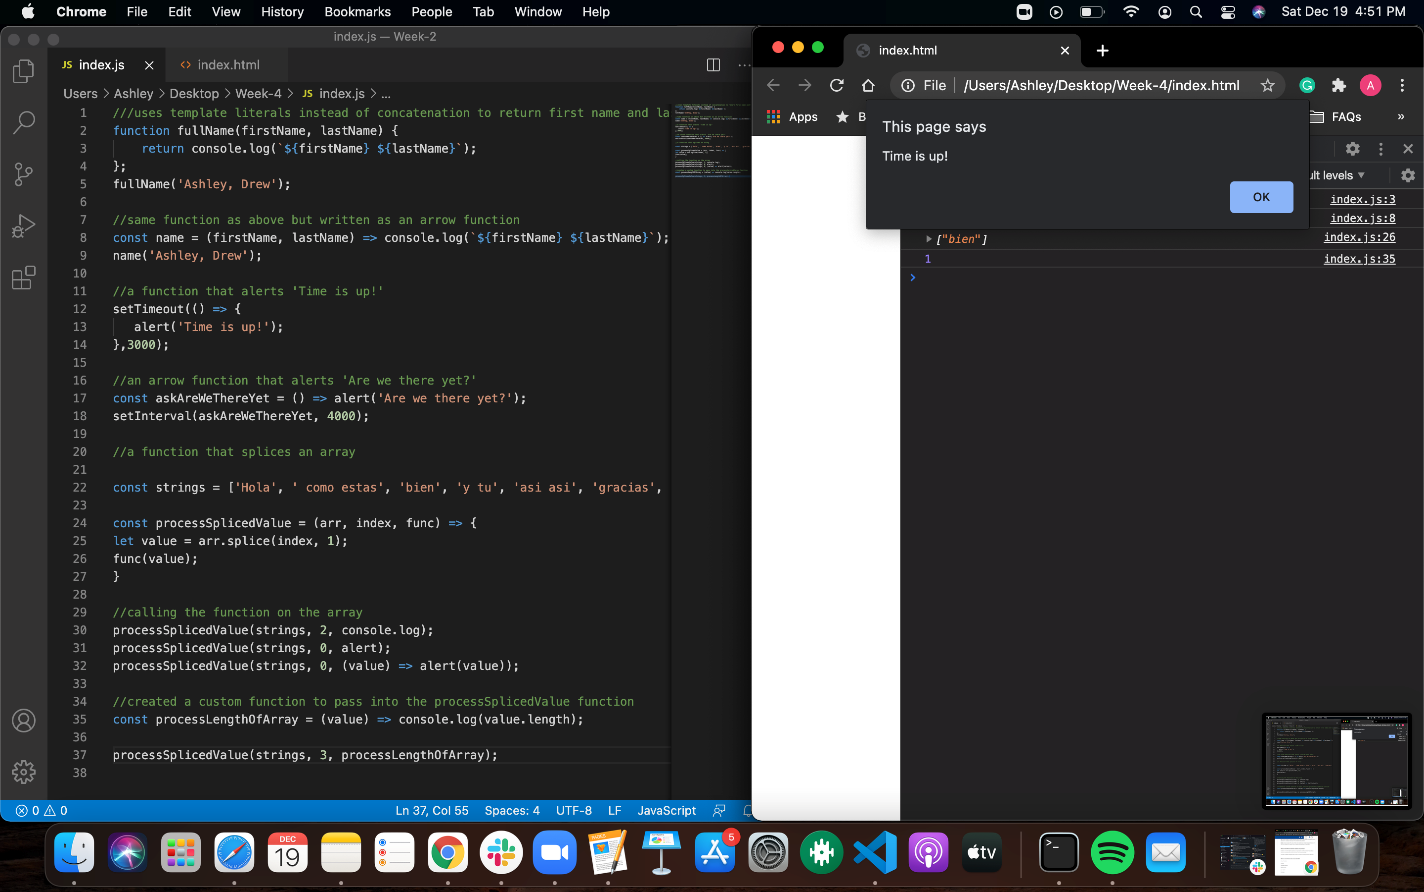 Chrome File Edit View History Bookmarks People Tab Window Help
Sat Dec 19 4:51 PM
index.js — Week-2
JS index.js
<> index.html
Users > Ashley > Desktop > Week-4 > JS index.js > ...
1 ///uses template literals instead of concatenation to return first name and la
2 function fullName(firstName, lastName) {
3 return console.log(`${firstName} ${lastName}`);
4 };
5 fullName('Ashley, Drew');
6
7 //same function as above but written as an arrow function
8 const name = (firstName, lastName) => console.log(`${firstName} ${lastName}`);
9 name('Ashley, Drew');
10
11 //a function that alerts 'Time is up!'
12 setTimeout(() => {
13 alert('Time is up!');
14 },3000);
15
16 //an arrow function that alerts 'Are we there yet?'
17 const askAreWeThereYet = () => alert('Are we there yet?');
18 setInterval(askAreWeThereYet, 4000);
19
20 //a function that splices an array
21
22 const strings = ['Hola', ' como estas', 'bien', 'y tu', 'asi asi', 'gracias',
23
24 const processSplicedValue = (arr, index, func) => {
25 let value = arr.splice(index, 1);
26 func(value);
27 }
28
29 //calling the function on the array
30 processSplicedValue(strings, 2, console.log);
31 processSplicedValue(strings, 0, alert);
32 processSplicedValue(strings, 0, (value) => alert(value));
33
34 //created a custom function to pass into the processSplicedValue function
35 const processLengthOfArray = (value) => console.log(value.length);
36
37 processSplicedValue(strings, 3, processLengthOfArray);
38
0 0
Ln 37, Col 55 Spaces: 4 UTF-8 LF JavaScript
index.html
File | /Users/Ashley/Desktop/Week-4/index.html
A
Apps
B
FAQs
»
This page says
Time is up!
OK
ult levels ▼
index.js:3
index.js:8
["bien"] index.js:26
1 index.js:35
>
DEC
19
5
tv